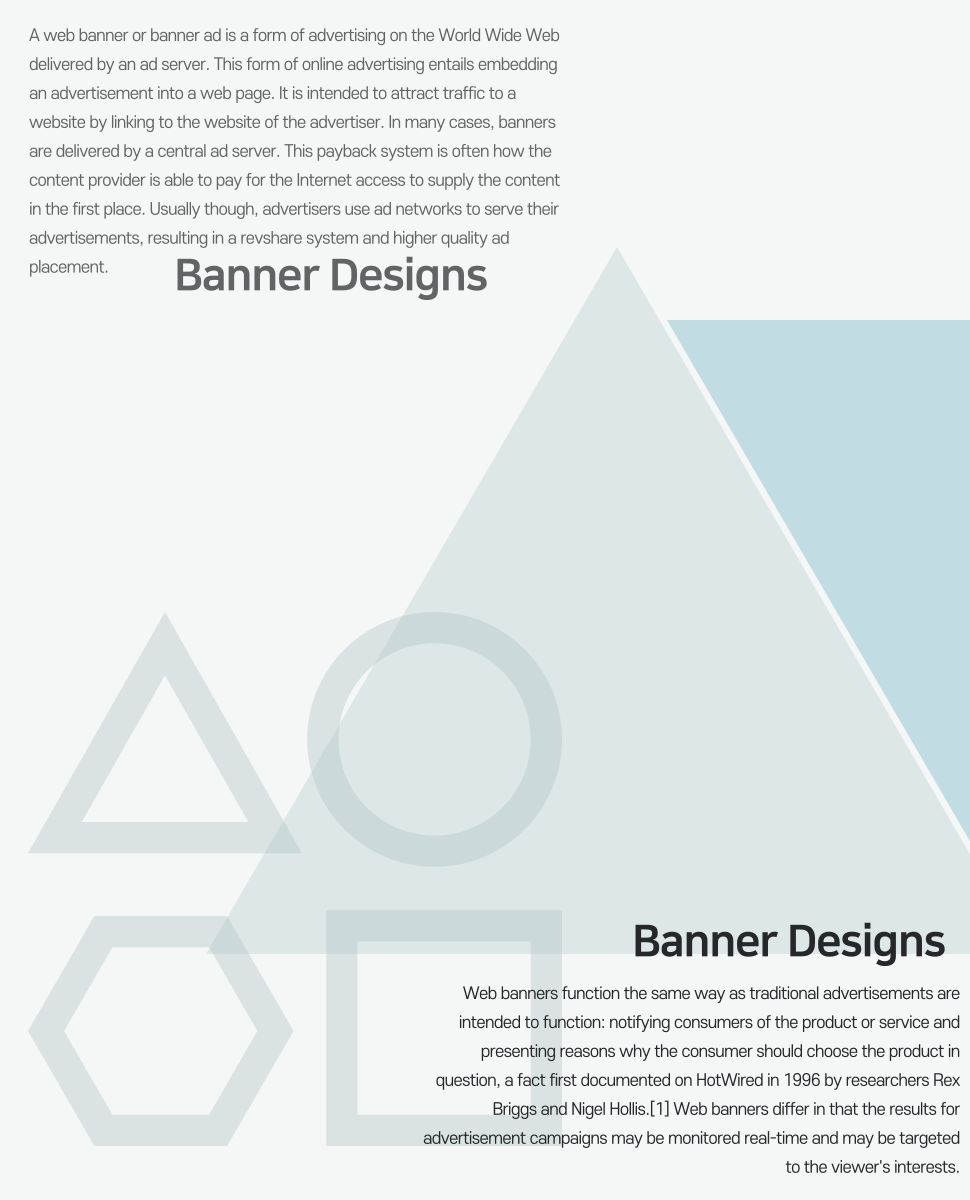 A web banner or banner ad is a form of advertising on the World Wide Web
delivered by an ad server. This form of online advertising entails embedding
an advertisement into a web page. It is intended to attract traffic to a
website by linking to the website of the advertiser. In many cases, banners
are delivered by a central ad server. This payback system is often how the
content provider is able to pay for the Internet access to supply the content
in the first place. Usually though, advertisers use ad networks to serve their
advertisements, resulting in a revshare system and higher quality ad
placement.
Banner Designs
Banner Designs
Web banners function the same way as traditional advertisements are
intended to function: notifying consumers of the product or service and
presenting reasons why the consumer should choose the product in
question, a fact first documented on HotWired in 1996 by researchers Rex
Briggs and Nigel Hollis.[1] Web banners differ in that the results for
advertisement campaigns may be monitored real-time and may be targeted
to the viewer's interests.